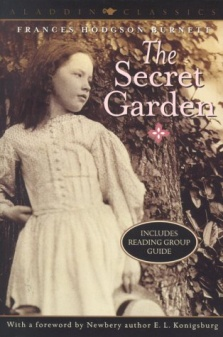 ALADDIN CLASSICS
FRANCES HODGSON BURNETT
The
Secret
Garden
INCLUDES
READING GROUP
GUIDE
With a foreword by Newbery author E. L. Konigsburg